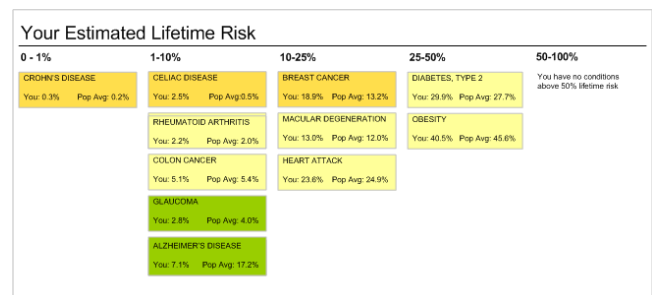 Your Estimated Lifetime Risk
0 - 1%
CROHN'S DISEASE
You: 0.3% Pop Avg: 0.2%
1-10%
CELIAC DISEASE
You: 2.5% Pop Avg:0.5%
RHEUMATOID ARTHRITIS
You: 2.2% Pop Avg: 2.0%
COLON CANCER
You: 5.1% Pop Avg: 5.4%
GLAUCOMA
You: 2.8% Pop Avg: 4.0%
ALZHEIMER'S DISEASE
You: 7.1% Pop Avg: 17.2%
10-25%
BREAST CANCER
You: 18.9% Pop Avg: 13.2%
MACULAR DEGENERATION
You: 13.0% Pop Avg: 12.0%
HEART ATTACK
You: 23.6% Pop Avg: 24.9%
25-50%
DIABETES, TYPE 2
You: 29.9% Pop Avg: 27.7%
OBESITY
You: 40.5% Pop Avg: 45.6%
50-100%
You have no conditions
above 50% lifetime risk